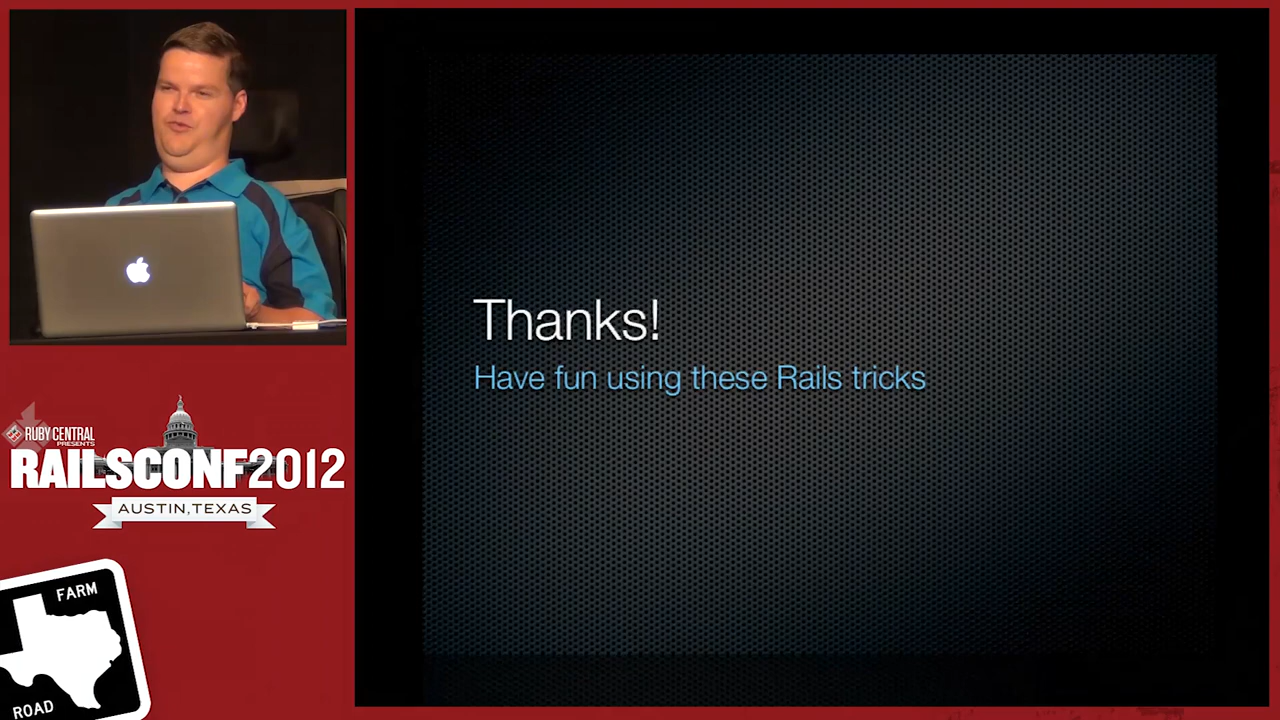 Thanks!
Have fun using these Rails tricks
RUBY CENTRAL
PRESENTS
RAILSCONF2012
AUSTIN, TEXAS
FARM
ROAD